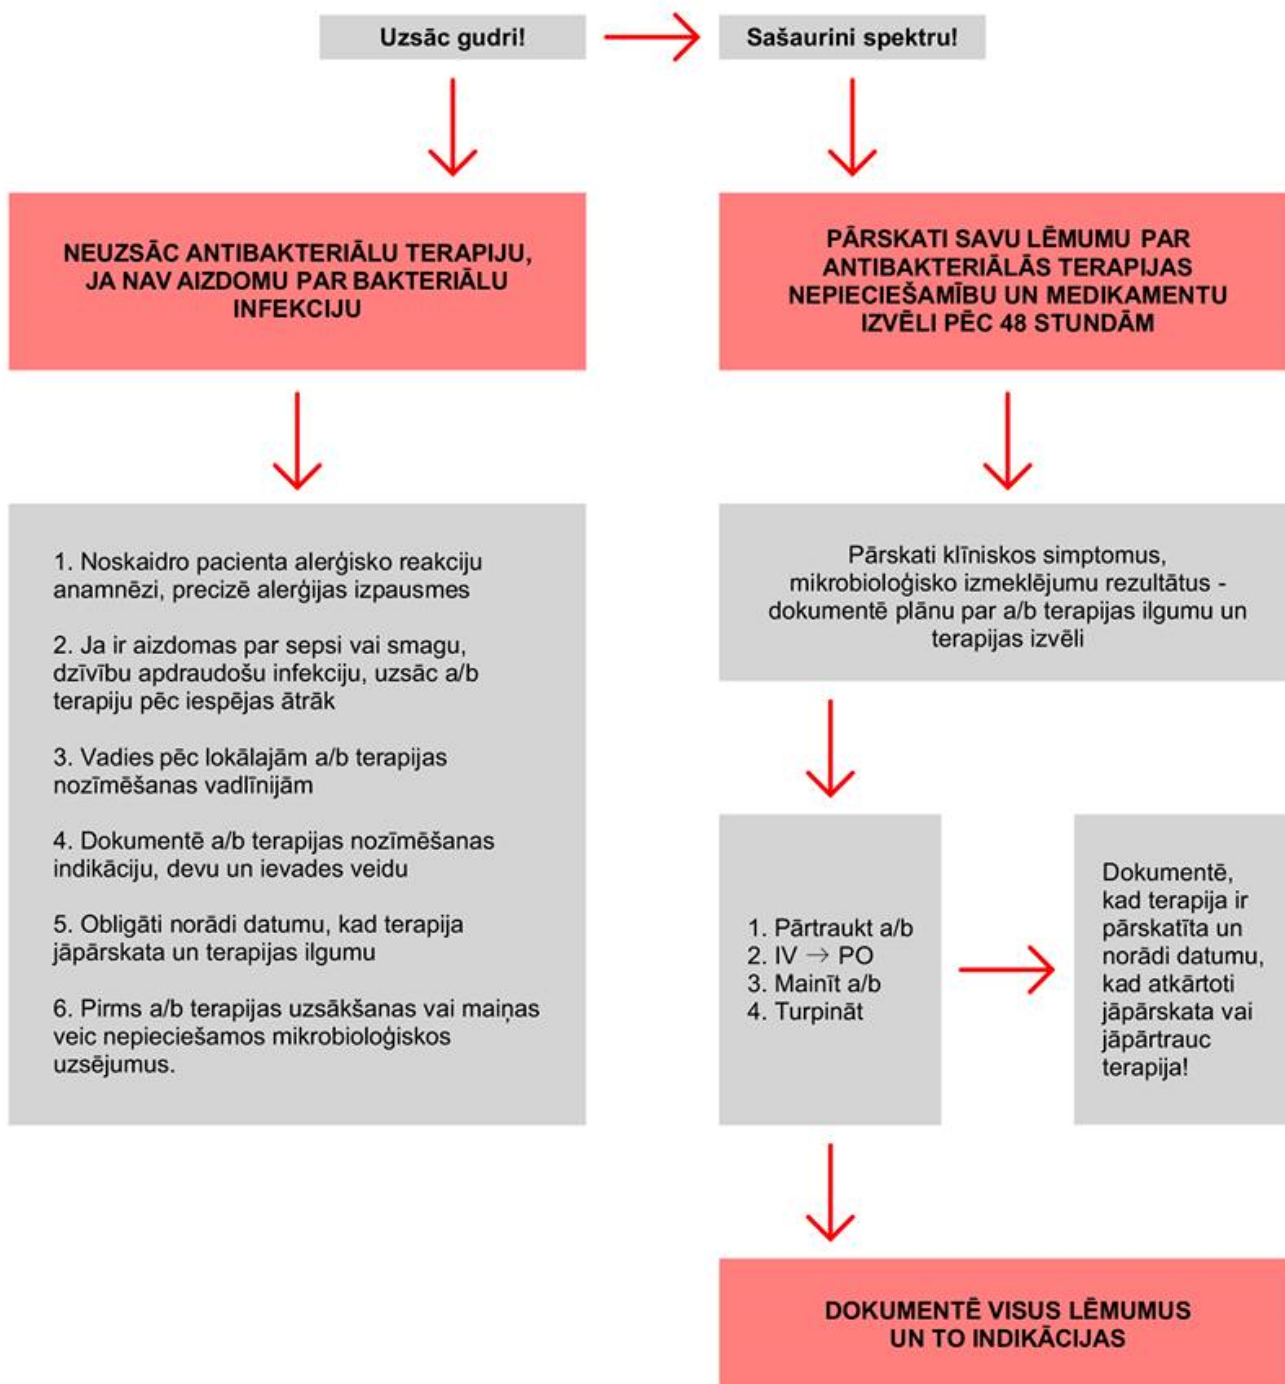 Uzsāc gudri!
Sašaurini spektru!
NEUZSĀC ANTIBAKTERIĀLU TERAPIJU,
JA NAV AIZDOMU PAR BAKTERIĀLU
INFEKCIJU
PĀRSKATI SAVU LĒMUMU PAR
ANTIBAKTERIĀLĀS TERAPIJAS
NEPIECIEŠAMĪBU UN MEDIKAMENTU
IZVĒLI PĒC 48 STUNDĀM
1. Noskaidro pacienta alerģisko reakciju
anamnēzi, precizē alerģijas izpausmes
2. Ja ir aizdomas par sepsi vai smagu,
dzīvību apdraudošu infekciju, uzsāc a/b
terapiju pēc iespējas ātrāk
3. Vadies pēc lokālajām a/b terapijas
nozīmēšanas vadlīnijām
4. Dokumentē a/b terapijas nozīmēšanas
indikāciju, devu un ievades veidu
5. Obligāti norādi datumu, kad terapija
jāpārskata un terapijas ilgumu
6. Pirms a/b terapijas uzsākšanas vai maiņas
veic nepieciešamos mikrobioloģiskos
uzsējumus.
Pārskati klīniskos simptomus,
mikrobioloģisko izmeklējumu rezultātus -
dokumentē plānu par a/b terapijas ilgumu un
terapijas izvēli
1. Pārtraukt a/b
2. IV → PO
3. Mainīt a/b
4. Turpināt
Dokumentē,
kad terapija ir
pārskatīta un
norādi datumu,
kad atkārtoti
jāpārskata vai
jāpārtrauc
terapija!
DOKUMENTĒ VISUS LĒMUMUS
UN TO INDIKĀCIJAS